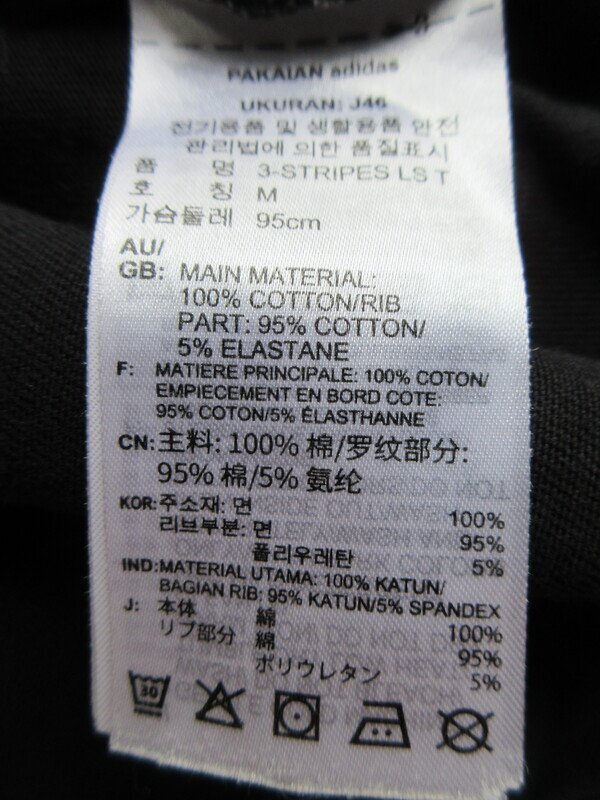 PAKAIAN adidas
UKURAN: J46
전기용품 및 생활용품 안전
관리법에 의한 품질표시
품 명 3-STRIPES LS T
호 칭 M
가슴둘레 95cm
AU/
GB: MAIN MATERIAL:
100% COTTON/RIB
PART: 95% COTTON/
5% ELASTANE
F: MATIERE PRINCIPALE: 100% COTON/
EMPIECEMENT EN BORD COTE:
95% COTON/5% ÉLASTHANNE
CN: 主料: 100% 棉/罗纹部分:
95% 棉/5% 氨纶
KOR: 주소재: 면 100%
리브부분: 면 95%
폴리우레탄 5%
IND: MATERIAL UTAMA: 100% KATUN/
BAGIAN RIB: 95% KATUN/5% SPANDEX
J: 本体 綿 100%
リブ部分 綿 95%
ポリウレタン 5%
30